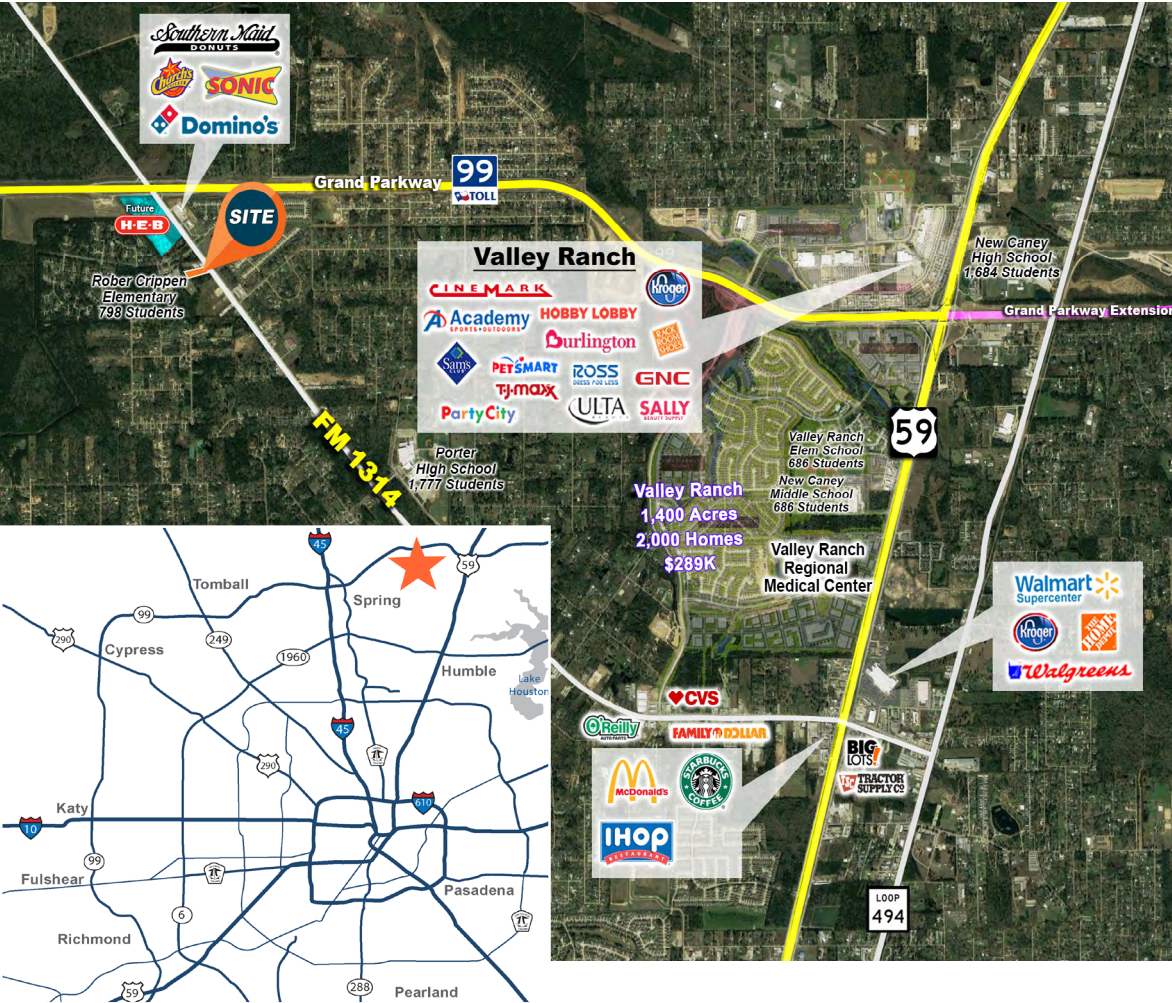 Southern Maid
DONUTS
Church's
SONIC
Domino's
Grand Parkway
99
TOLL
Future
H-E-B
SITE
Rober Crippen
Elementary
798 Students
Valley Ranch
CINEMARK
Kroger
Academy
SPORTS+OUTDOORS
HOBBY LOBBY
Burlington
RACK
ROOM
SHOES
Sam's
CLUB
PETSMART
ROSS
DRESS FOR LESS
GNC
T·J·maxx
PartyCity
ULTA
BEAUTY
SALLY
BEAUTY SUPPLY
New Caney
High School
1,684 Students
Grand Parkway Extension
59
FM 1314
Porter
High School
1,777 Students
Valley Ranch
Elem School
686 Students
New Caney
Middle School
686 Students
Valley Ranch
1,400 Acres
2,000 Homes
$289K
Valley Ranch
Regional
Medical Center
Walmart
Supercenter
Kroger
THE
HOME
DEPOT
Walgreens
CVS
O'Reilly
AUTO PARTS
FAMILY DOLLAR
BIG
LOTS!
TSC
TRACTOR
SUPPLY CO
McDonald's
STARBUCKS
COFFEE
IHOP
RESTAURANT
LOOP
494
45
59
Tomball
Spring
99
290
249
1960
Cypress
Humble
Lake
Houston
45
290
610
Katy
10
99
Fulshear
Pasadena
6
Richmond
59
288
Pearland